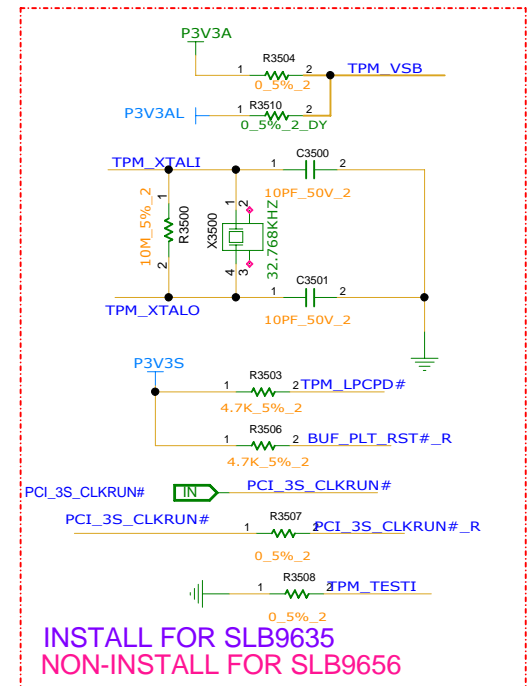 P3V3A
1 R3504 2 TPM_VSB
0_5%_2
P3V3AL 1 R3510 2
0_5%_2_DY
TPM_XTALI
1 C3500 2
10PF_50V_2
10M_5%_2
1 R3500 2
X3500
1 2
4 3
32.768KHZ
1 C3501 2
TPM_XTALO
10PF_50V_2
P3V3S
1 R3503 2 TPM_LPCPD#
4.7K_5%_2
1 R3506 2 BUF_PLT_RST#_R
4.7K_5%_2
PCI_3S_CLKRUN# IN PCI_3S_CLKRUN#
PCI_3S_CLKRUN# 1 R3507 2 PCI_3S_CLKRUN#_R
0_5%_2
1 R3508 2 TPM_TESTI
0_5%_2
INSTALL FOR SLB9635
NON-INSTALL FOR SLB9656